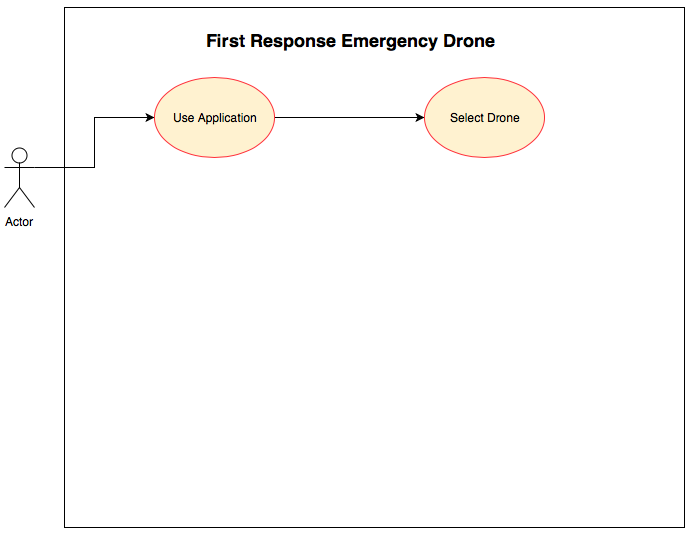 First Response Emergency Drone
Use Application
Select Drone
Actor